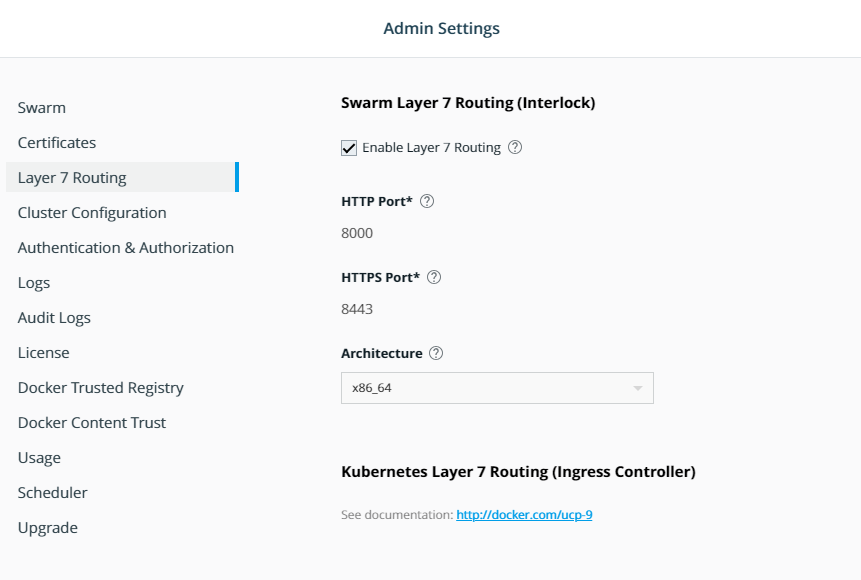 Admin Settings
Swarm
Certificates
Layer 7 Routing
Cluster Configuration
Authentication & Authorization
Logs
Audit Logs
License
Docker Trusted Registry
Docker Content Trust
Usage
Scheduler
Upgrade
Swarm Layer 7 Routing (Interlock)
Enable Layer 7 Routing ?
HTTP Port* ?
8000
HTTPS Port* ?
8443
Architecture ?
x86_64
Kubernetes Layer 7 Routing (Ingress Controller)
See documentation: http://docker.com/ucp-9